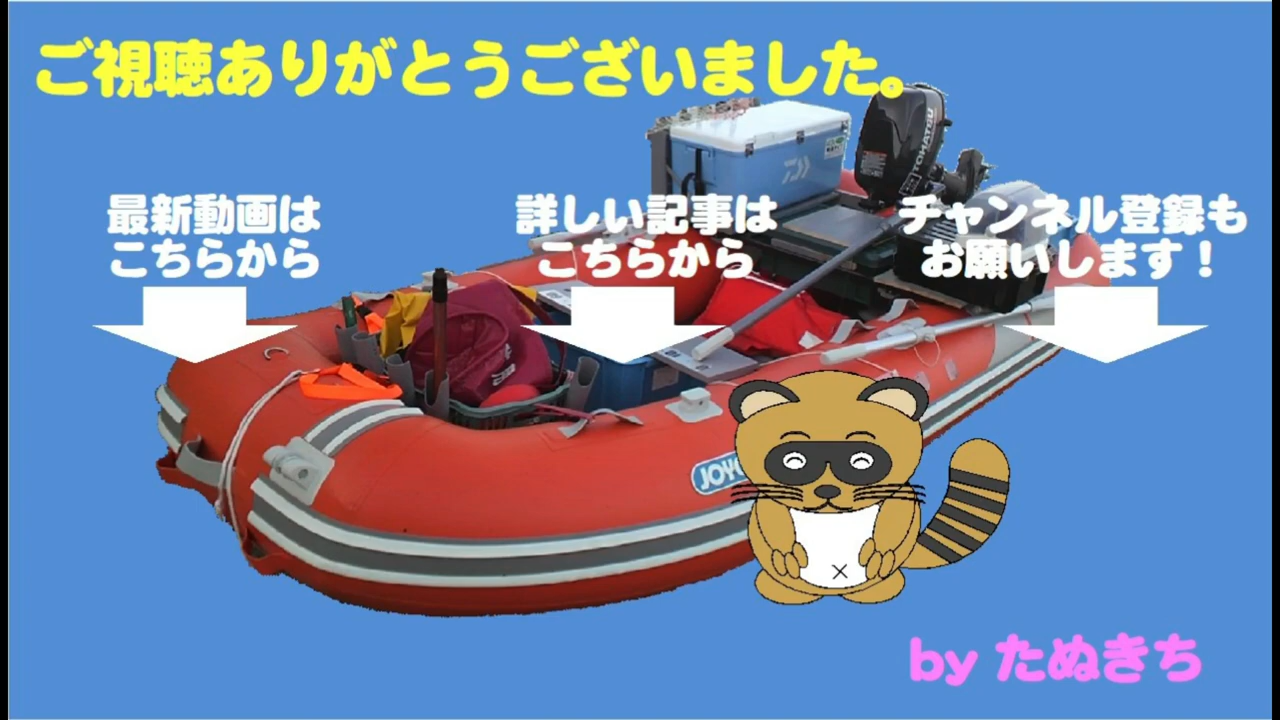 ご視聴ありがとうございました。
最新動画は
こちらから
詳しい記事は
こちらから
チャンネル登録も
お願いします！
TOHATSU
JOYC
by たぬきち